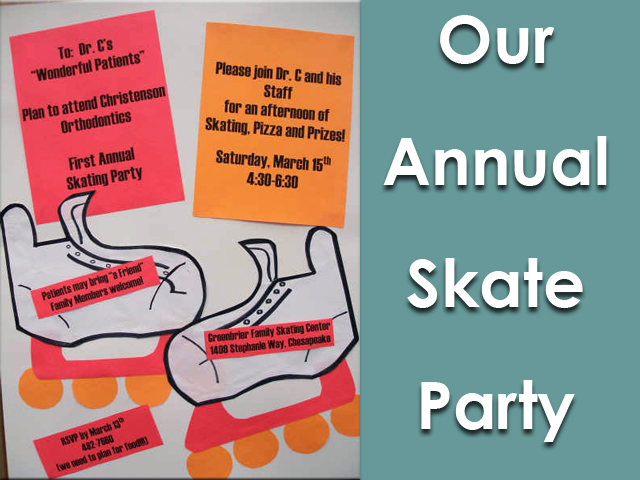 To: Dr. C's
"Wonderful Patients"
Plan to attend Christenson
Orthodontics
First Annual
Skating Party
Please join Dr. C and his
Staff
for an afternoon of
Skating, Pizza and Prizes!
Saturday, March 15th
4:30-6:30
Patients may bring "a Friend"
Family Members welcome!
Greenbrier Family Skating Center
1409 Stephanie Way, Chesapeake
RSVP by March 13th
482-7660
(we need to plan for food!!!)
Our
Annual
Skate
Party